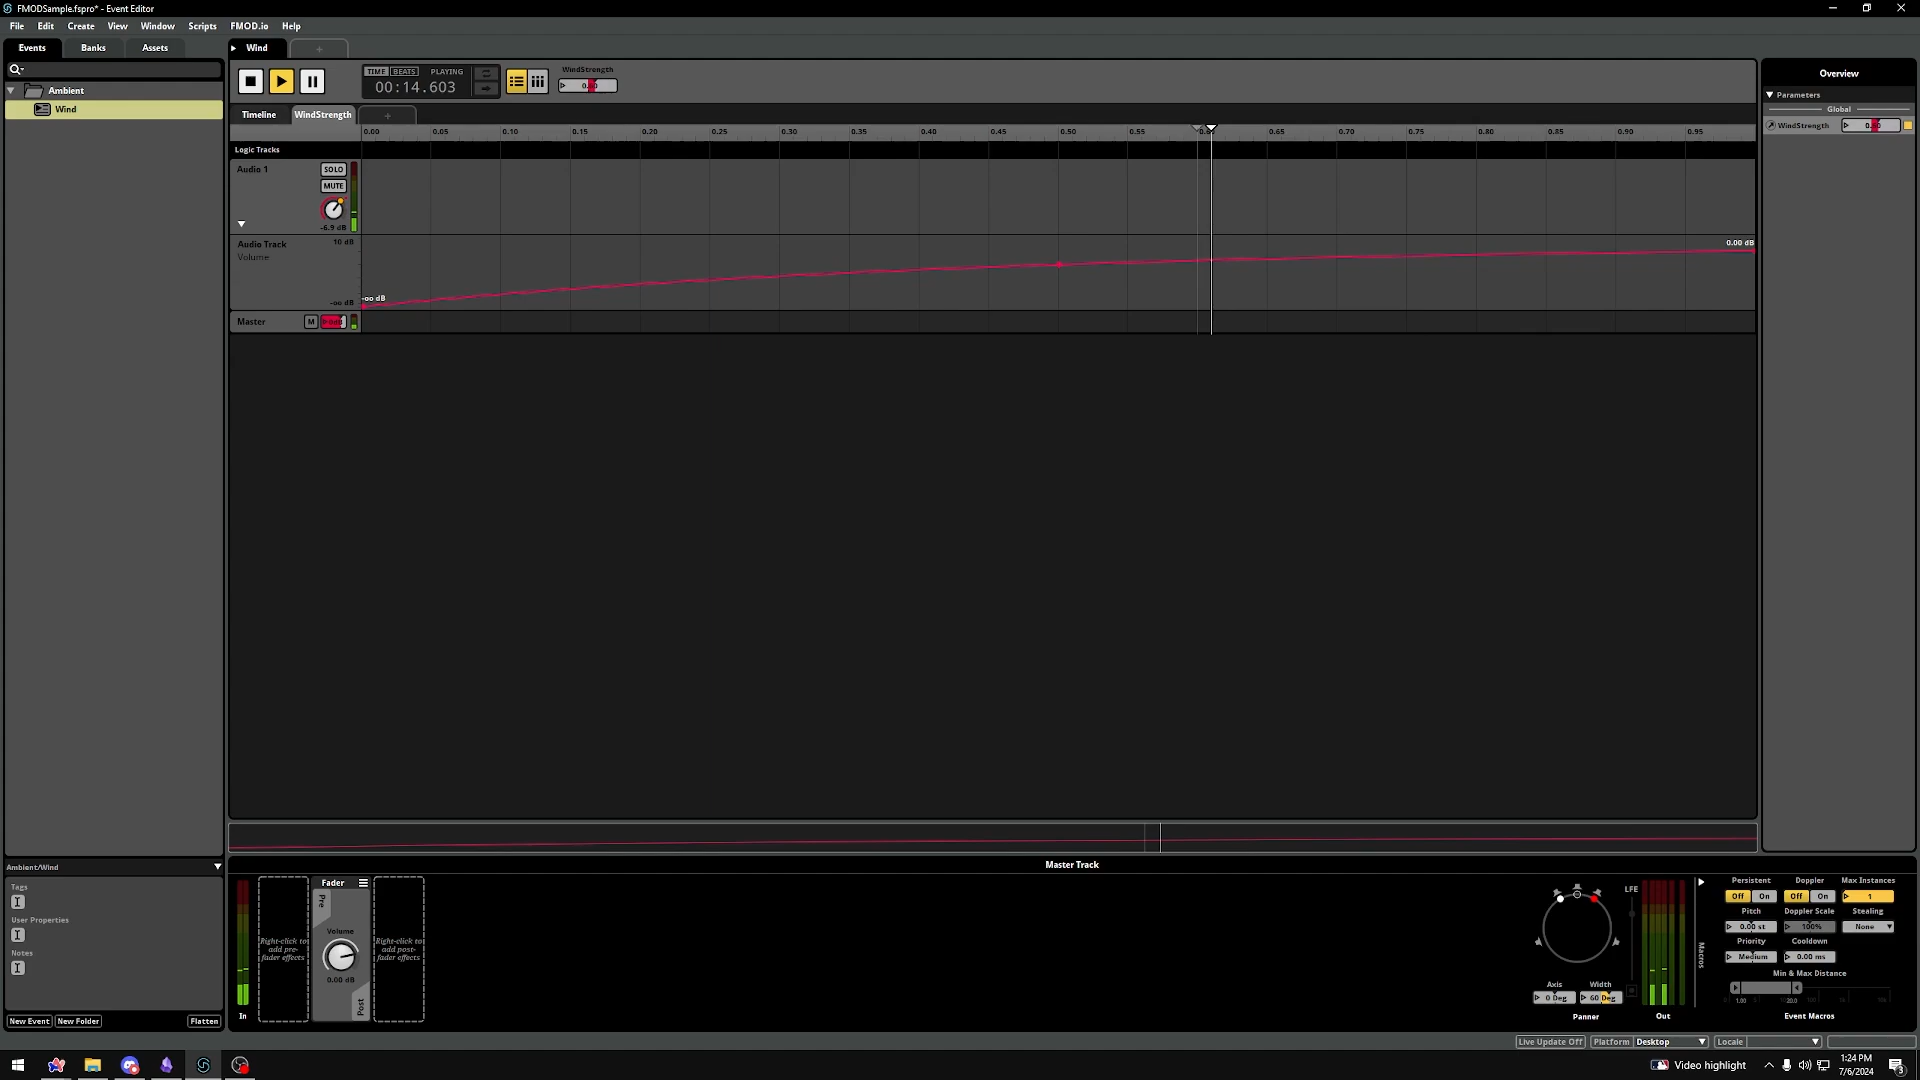 FMODSample.fspro* - Event Editor
File Edit Create View Window Scripts FMOD.io Help
Events Banks Assets
Wind
Ambient
Wind
TIME BEATS PLAYING
00:14.603
WindStrength
Timeline WindStrength
0.00 0.05 0.10 0.15 0.20 0.25 0.30 0.35 0.40 0.45 0.50 0.55 0.65 0.70 0.75 0.80 0.85 0.90 0.95
Logic Tracks
Audio 1
SOLO
MUTE
-6.9 dB
Audio Track
Volume
10 dB
-oo dB
-oo dB
0.00 dB
Master M
Overview
Parameters
Global
WindStrength
Ambient/Wind
Tags
User Properties
Notes
New Event New Folder Flatten
Master Track
In
Right-click to add pre-fader effects
Fader
Pre
Volume
0.00 dB
Post
Right-click to add post-fader effects
LFE
Axis Width
0 Deg 60 Deg
Panner
Out
Macros
Persistent Doppler Max Instances
Off On Off On 1
Pitch Doppler Scale Stealing
0.00 st 100% None
Priority Cooldown
Medium 0.00 ms
Min & Max Distance
1.00 20.0
Event Macros
Live Update Off Platform Desktop Locale
Video highlight
1:24 PM
7/6/2024
3